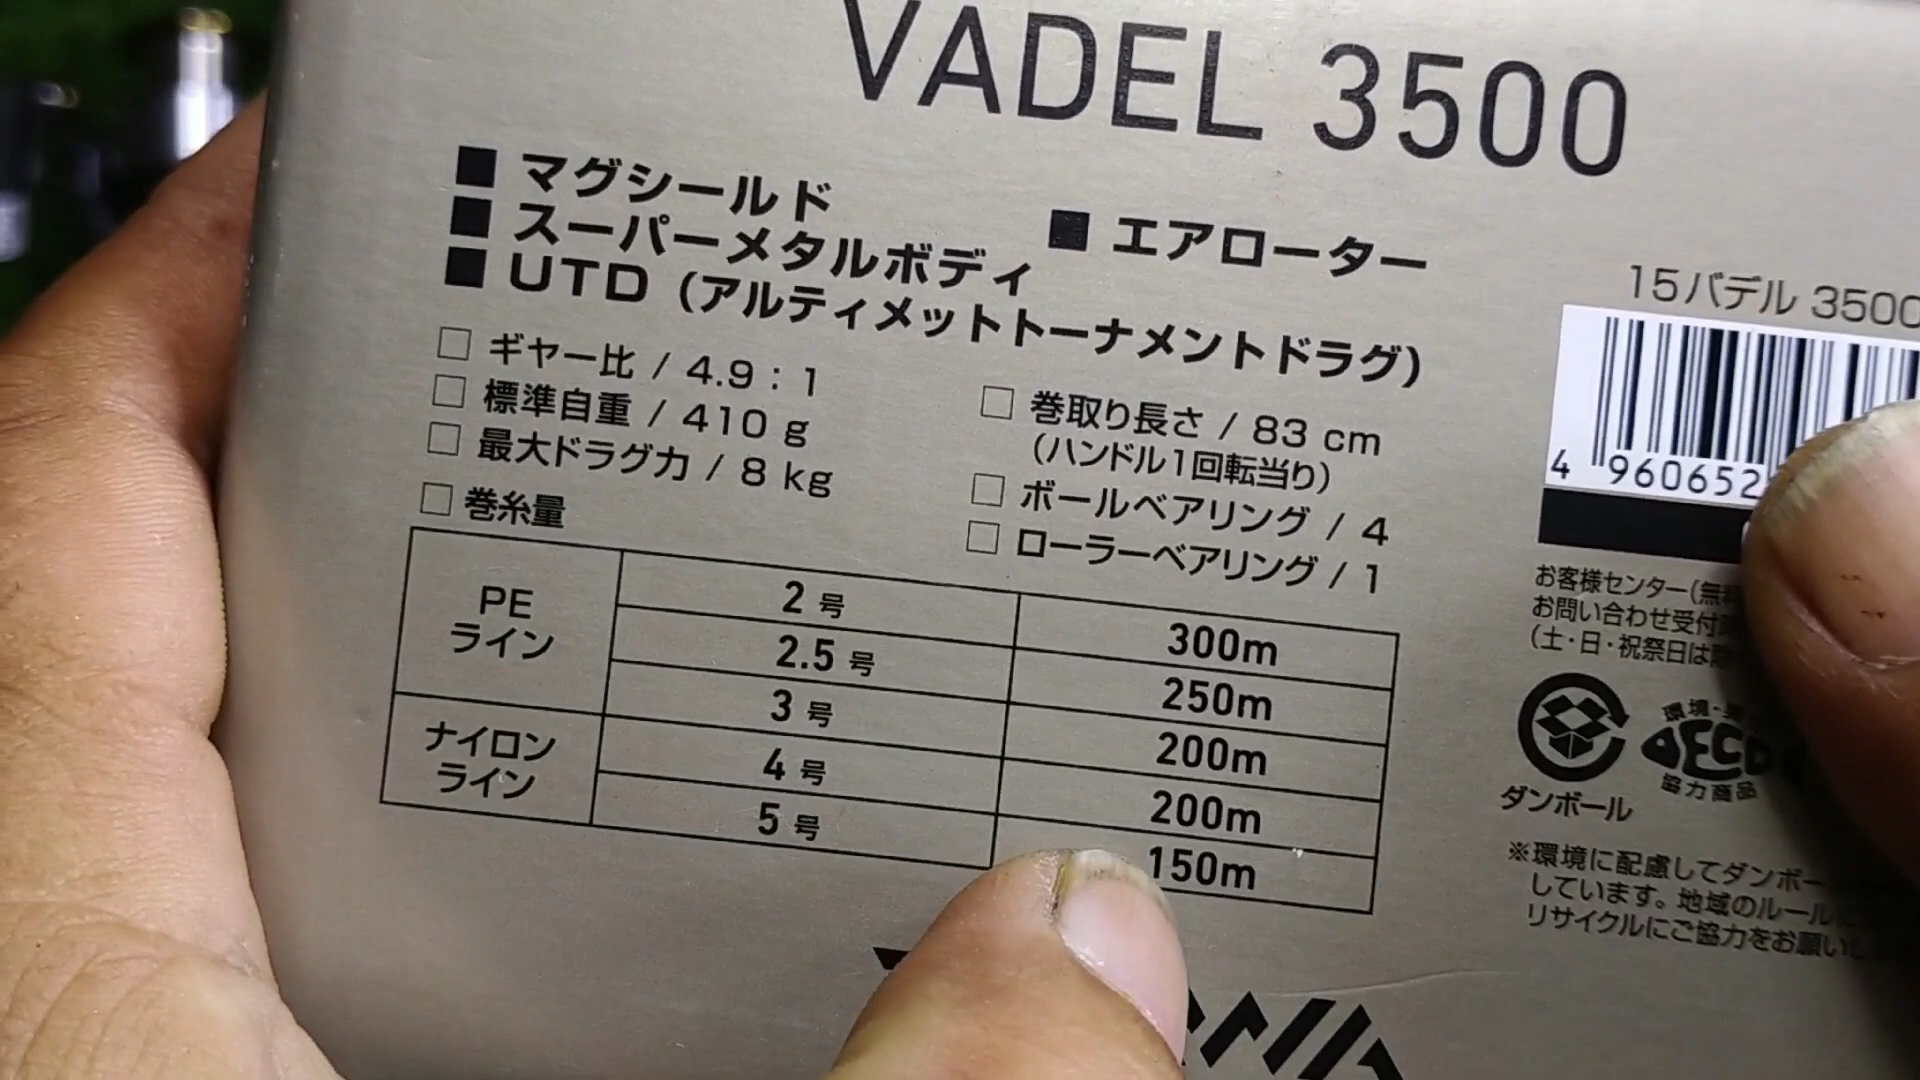 VADEL 3500
■ マグシールド
■ スーパーメタルボディ
■ エアローター
■ UTD（アルティメットトーナメントドラグ）
□ ギヤー比 / 4.9：1
□ 標準自重 / 410 g
□ 最大ドラグ力 / 8 kg
□ 巻取り長さ / 83 cm
（ハンドル1回転当り）
□ ボールベアリング / 4
□ ローラーベアリング / 1
□ 巻糸量
PE
ライン
2 号 300m
2.5 号 250m
3 号 200m
ナイロン
ライン
4 号 200m
5 号 150m
15バデル 3500
4 960652
お客様センター（無料
お問い合わせ受付
（土・日・祝祭日は除
環境・
DECO
協力商品
ダンボール
※環境に配慮してダンボー
しています。地域のルール
リサイクルにご協力をお願いし